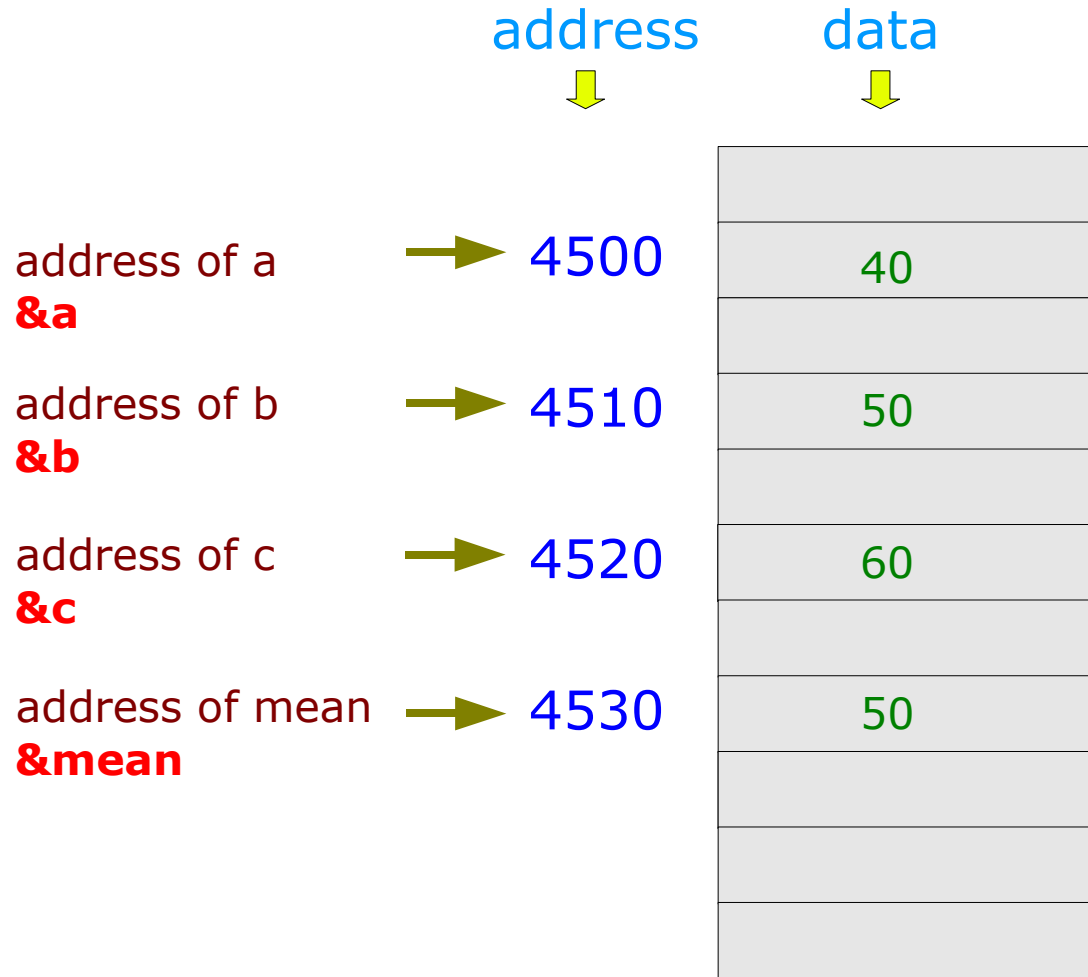 address data
address of a 4500 40
&a
address of b 4510 50
&b
address of c 4520 60
&c
address of mean 4530 50
&mean